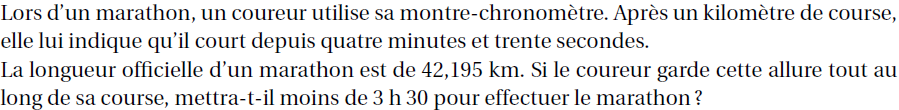 Lors d’un marathon, un coureur utilise sa montre-chronomètre. Après un kilomètre de course,
elle lui indique qu’il court depuis quatre minutes et trente secondes.
La longueur officielle d’un marathon est de 42,195 km. Si le coureur garde cette allure tout au
long de sa course, mettra-t-il moins de 3 h 30 pour effectuer le marathon ?